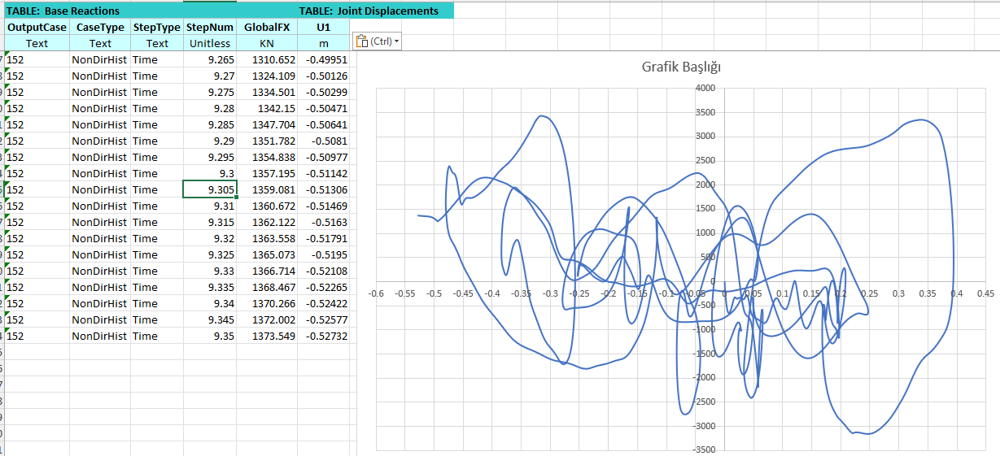 TABLE:  Base Reactions TABLE:  Joint Displacements
OutputCase CaseType StepType StepNum GlobalFX U1
Text Text Text Unitless KN m
(Ctrl)
152 NonDirHist Time 9.265 1310.652 -0.49951
152 NonDirHist Time 9.27 1324.109 -0.50126
152 NonDirHist Time 9.275 1334.501 -0.50299
152 NonDirHist Time 9.28 1342.15 -0.50471
152 NonDirHist Time 9.285 1347.704 -0.50641
152 NonDirHist Time 9.29 1351.782 -0.5081
152 NonDirHist Time 9.295 1354.838 -0.50977
152 NonDirHist Time 9.3 1357.195 -0.51142
152 NonDirHist Time 9.305 1359.081 -0.51306
152 NonDirHist Time 9.31 1360.672 -0.51469
152 NonDirHist Time 9.315 1362.122 -0.5163
152 NonDirHist Time 9.32 1363.558 -0.51791
152 NonDirHist Time 9.325 1365.073 -0.5195
152 NonDirHist Time 9.33 1366.714 -0.52108
152 NonDirHist Time 9.335 1368.467 -0.52265
152 NonDirHist Time 9.34 1370.266 -0.52422
152 NonDirHist Time 9.345 1372.002 -0.52577
152 NonDirHist Time 9.35 1373.549 -0.52732
Grafik Başlığı
4000
3500
3000
2500
2000
1500
1000
500
0
-0.6 -0.55 -0.5 -0.45 -0.4 -0.35 -0.3 -0.25 -0.2 -0.15 -0.1 -0.05 0 0.05 0.1 0.15 0.2 0.25 0.3 0.35 0.4 0.45
-500
-1000
-1500
-2000
-2500
-3000
-3500